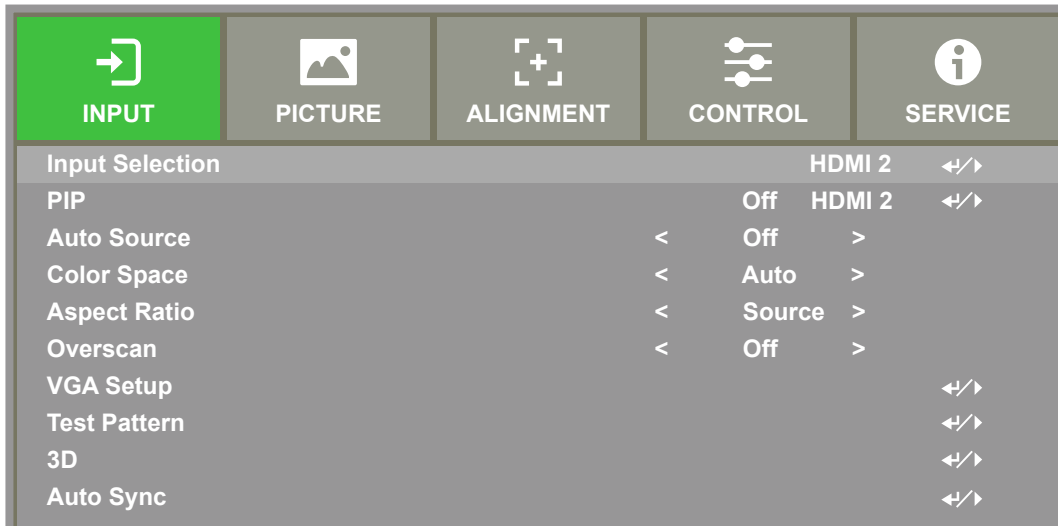 INPUT PICTURE ALIGNMENT CONTROL SERVICE
Input Selection HDMI 2
PIP Off HDMI 2
Auto Source < Off >
Color Space < Auto >
Aspect Ratio < Source >
Overscan < Off >
VGA Setup
Test Pattern
3D
Auto Sync